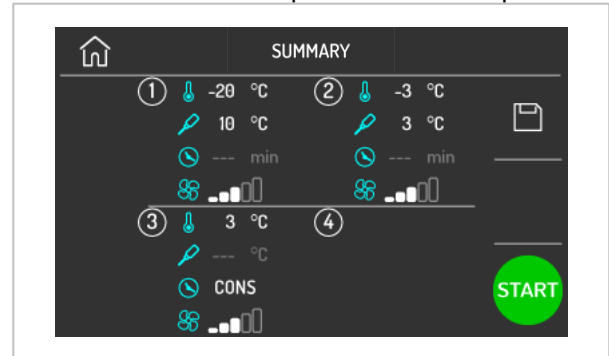 SUMMARY
1 -20 °C 2 -3 °C
10 °C 3 °C
--- min --- min
3 3 °C 4
--- °C
CONS
START